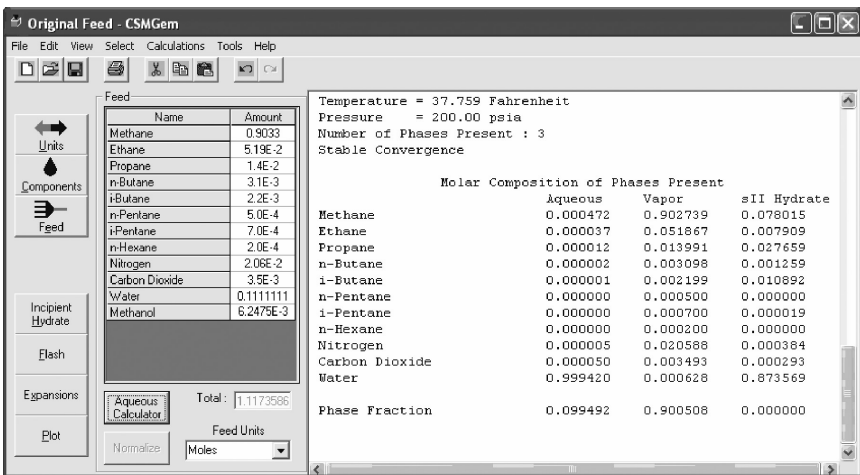 Original Feed - CSMGem
File Edit View Select Calculations Tools Help
Units
Components
Feed
Incipient
Hydrate
Flash
Expansions
Plot
Feed
Name Amount
Methane 0.9033
Ethane 5.19E-2
Propane 1.4E-2
n-Butane 3.1E-3
i-Butane 2.2E-3
n-Pentane 5.0E-4
i-Pentane 7.0E-4
n-Hexane 2.0E-4
Nitrogen 2.06E-2
Carbon Dioxide 3.5E-3
Water 0.1111111
Methanol 6.2475E-3
Aqueous
Calculator
Total : 1.1173586
Normalize
Feed Units
Moles
Temperature = 37.759 Fahrenheit
Pressure = 200.00 psia
Number of Phases Present : 3
Stable Convergence
Molar Composition of Phases Present
Aqueous Vapor sII Hydrate
Methane 0.000472 0.902739 0.078015
Ethane 0.000037 0.051867 0.007909
Propane 0.000012 0.013991 0.027659
n-Butane 0.000002 0.003098 0.001259
i-Butane 0.000001 0.002199 0.010892
n-Pentane 0.000000 0.000500 0.000000
i-Pentane 0.000000 0.000700 0.000019
n-Hexane 0.000000 0.000200 0.000000
Nitrogen 0.000005 0.020588 0.000384
Carbon Dioxide 0.000050 0.003493 0.000293
Water 0.999420 0.000628 0.873569
Phase Fraction 0.099492 0.900508 0.000000